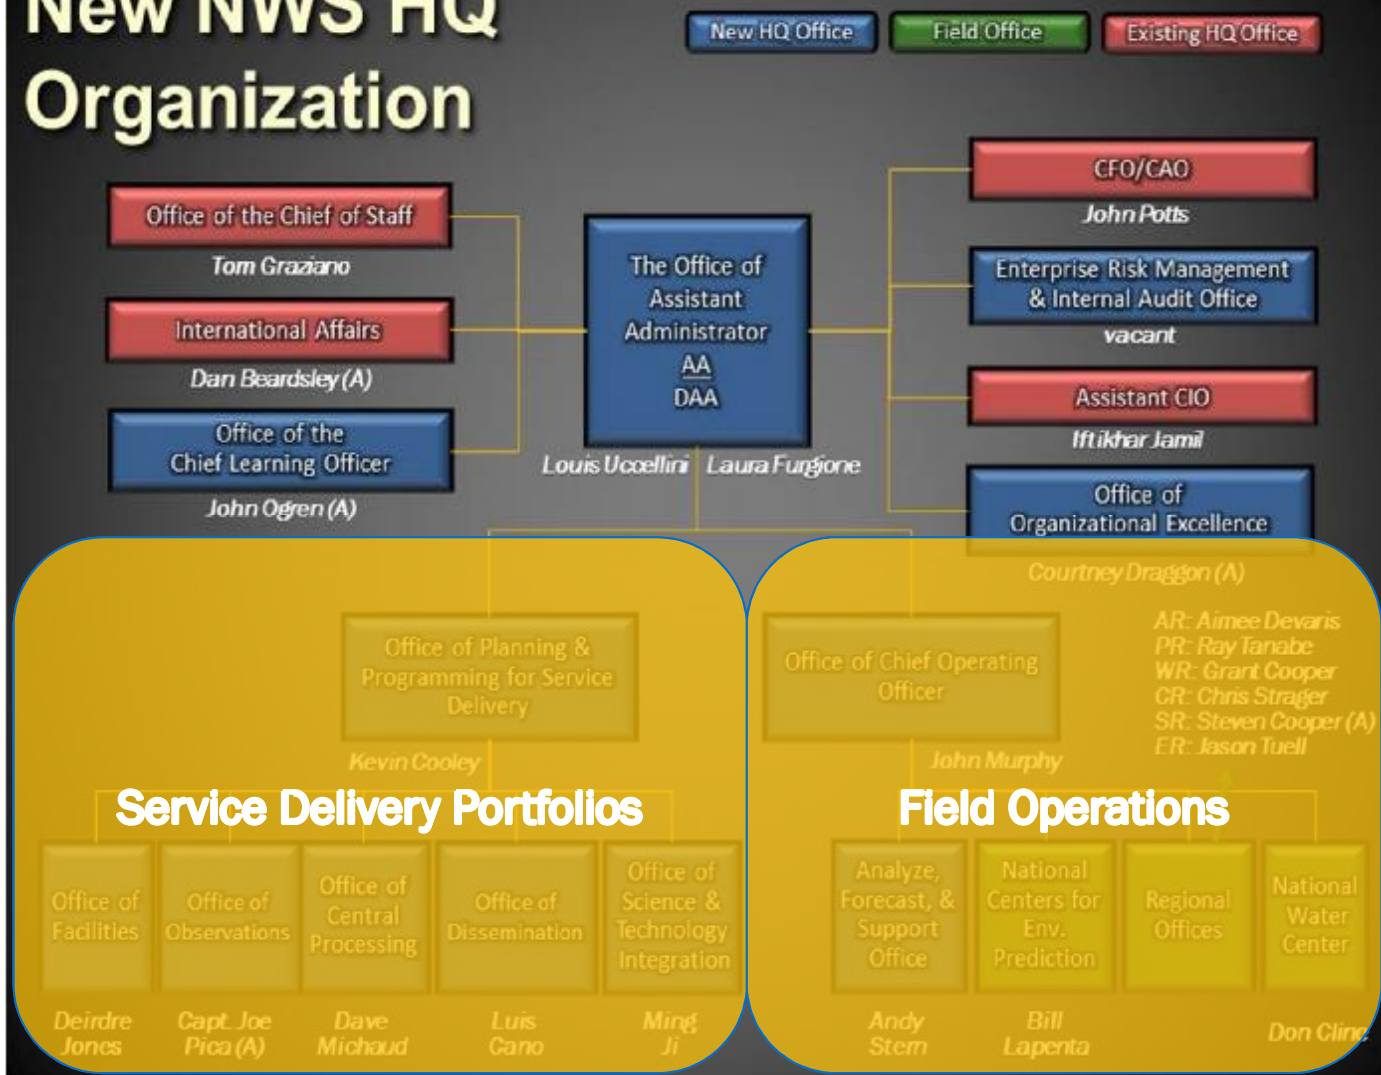 New NWS HQ
Organization
New HQ Office
Field Office
Existing HQ Office
Office of the Chief of Staff
Tom Graziano
International Affairs
Dan Beardsley (A)
Office of the
Chief Learning Officer
John Ogren (A)
The Office of
Assistant
Administrator
AA
DAA
Louis Uccellini
Laura Furgione
CFO/CAO
John Potts
Enterprise Risk Management
& Internal Audit Office
vacant
Assistant CIO
Iftikhar Jamil
Office of
Organizational Excellence
Courtney Draggon (A)
Office of Planning &
Programming for Service
Delivery
Kevin Cooley
Office of Chief Operating
Officer
John Murphy
AR: Aimee Devaris
PR: Ray Tanabe
WR: Grant Cooper
CR: Chris Strager
SR: Steven Cooper (A)
ER: Jason Tuell
Service Delivery Portfolios
Field Operations
Office of
Facilities
Deirdre
Jones
Office of
Observations
Capt. Joe
Pica (A)
Office of
Central
Processing
Dave
Michaud
Office of
Dissemination
Luis
Cano
Office of
Science &
Technology
Integration
Ming
Ji
Analyze,
Forecast, &
Support
Office
Andy
Stern
National
Centers for
Env.
Prediction
Bill
Lapenta
Regional
Offices
National
Water
Center
Don Cline